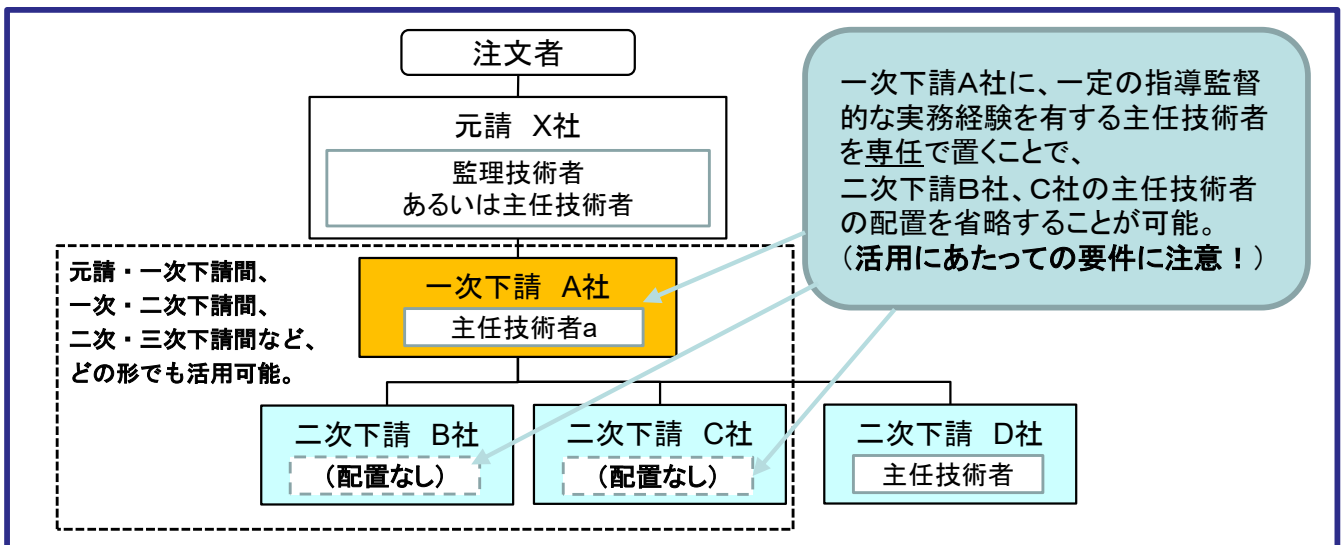 注文者
元請　X社
監理技術者
あるいは主任技術者
一次下請A社に、一定の指導監督
的な実務経験を有する主任技術者
を専任で置くことで、
二次下請B社、C社の主任技術者
の配置を省略することが可能。
（活用にあたっての要件に注意！）
元請・一次下請間、
一次・二次下請間、
二次・三次下請間など、
どの形でも活用可能。
一次下請　A社
主任技術者a
二次下請　B社
（配置なし）
二次下請　C社
（配置なし）
二次下請　D社
主任技術者